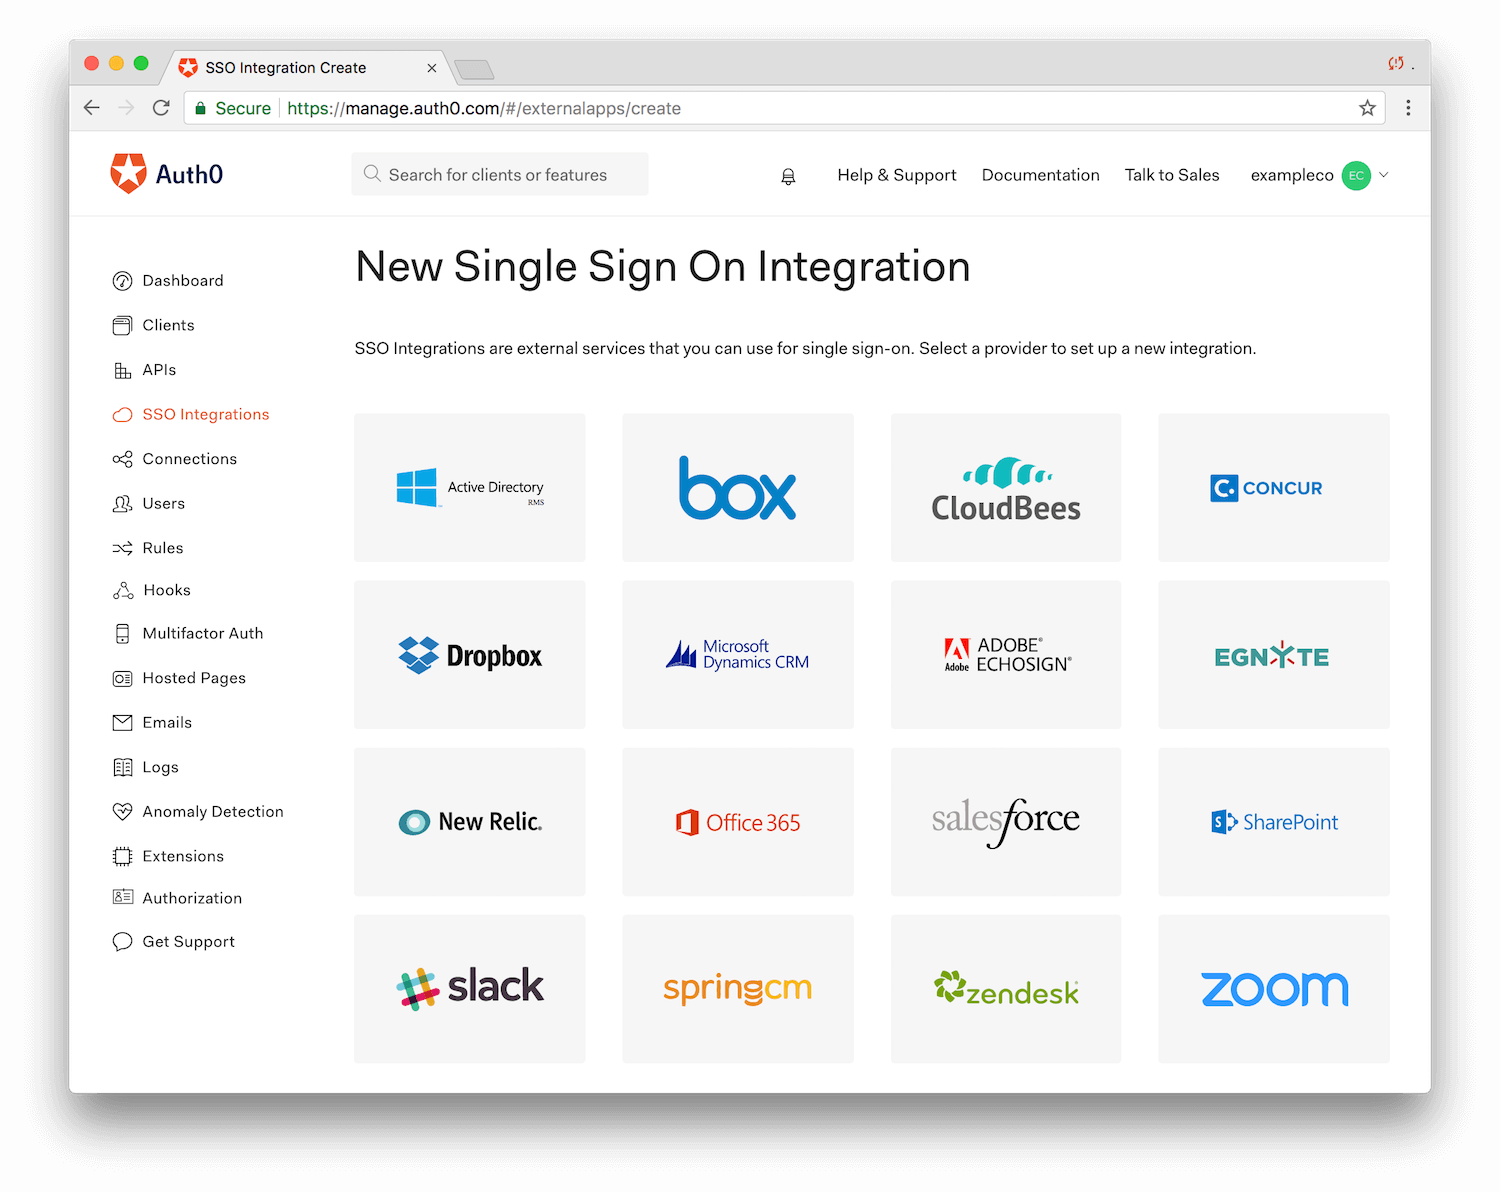 SSO Integration Create
Secure https://manage.auth0.com/#/externalapps/create
Auth0
Search for clients or features
Help & Support
Documentation
Talk to Sales
exampleco
EC
Dashboard
Clients
APIs
SSO Integrations
Connections
Users
Rules
Hooks
Multifactor Auth
Hosted Pages
Emails
Logs
Anomaly Detection
Extensions
Authorization
Get Support
New Single Sign On Integration
SSO Integrations are external services that you can use for single sign-on. Select a provider to set up a new integration.
Active Directory
RMS
box
CloudBees
C. CONCUR
Dropbox
Microsoft
Dynamics CRM
Adobe
ADOBE®
ECHOSIGN®
EGNYTE
New Relic.
Office 365
salesforce
S SharePoint
slack
springcm
zendesk
zoom